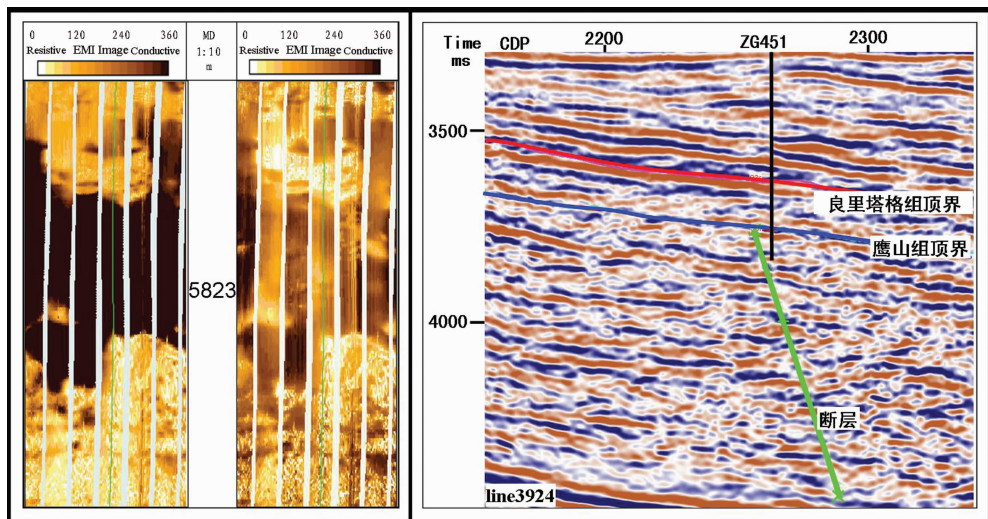 0 120 240 360
Resistive EMI Image Conductive
MD
1:10
m
0 120 240 360
Resistive EMI Image Conductive
5823
Time
ms
CDP
2200
ZG451
2300
3500
良里塔格组顶界
鹰山组顶界
4000
断层
line3924